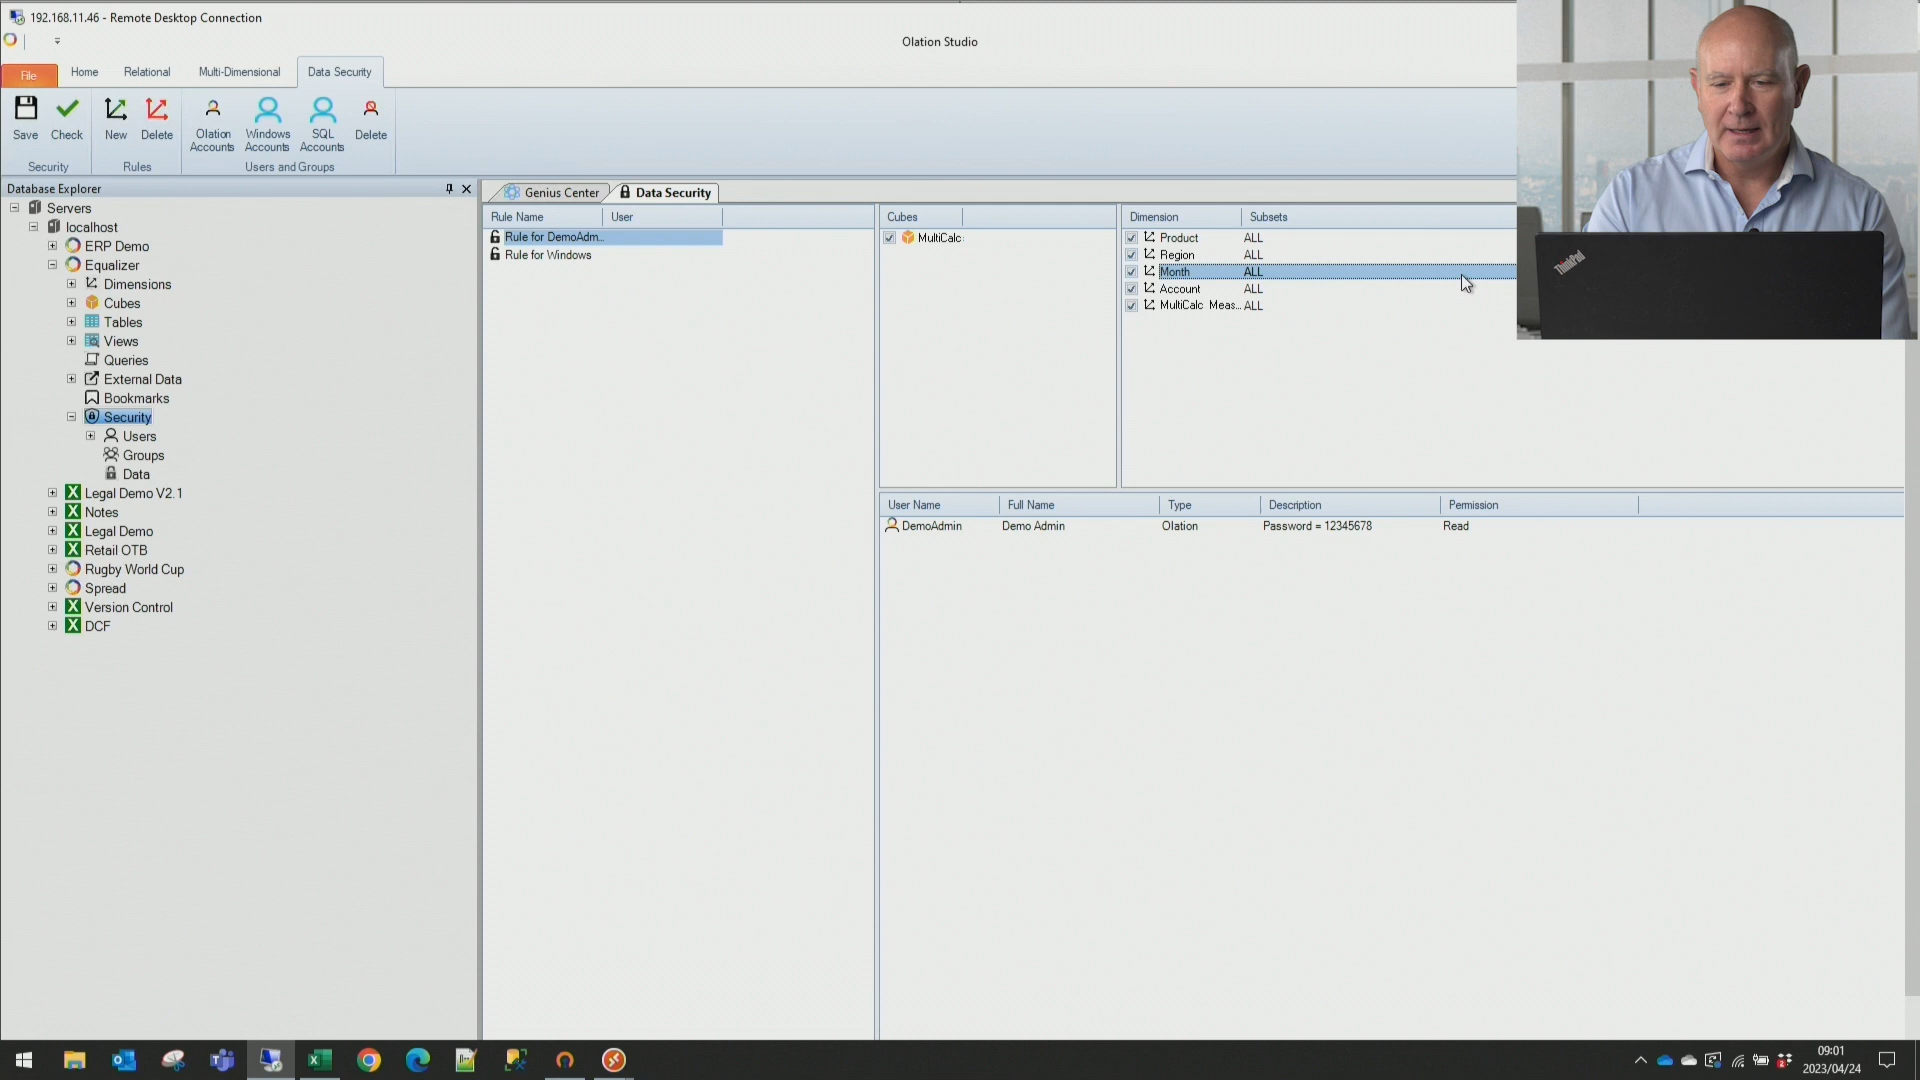 192.168.11.46 - Remote Desktop Connection
Olation Studio
File
Home
Relational
Multi-Dimensional
Data Security
Save
Check
New
Delete
Olation Accounts
Windows Accounts
SQL Accounts
Delete
Security
Rules
Users and Groups
Database Explorer
Servers
localhost
ERP Demo
Equalizer
Dimensions
Cubes
Tables
Views
Queries
External Data
Bookmarks
Security
Users
Groups
Data
Legal Demo V2.1
Notes
Legal Demo
Retail OTB
Rugby World Cup
Spread
Version Control
DCF
Genius Center
Data Security
Rule Name User
Rule for DemoAdm...
Rule for Windows
Cubes
MultiCalc
Dimension Subsets
Product ALL
Region ALL
Month ALL
Account ALL
MultiCalc Meas... ALL
User Name Full Name Type Description Permission
DemoAdmin Demo Admin Olation Password = 12345678 Read
ThinkPad
09:01
2023/04/24